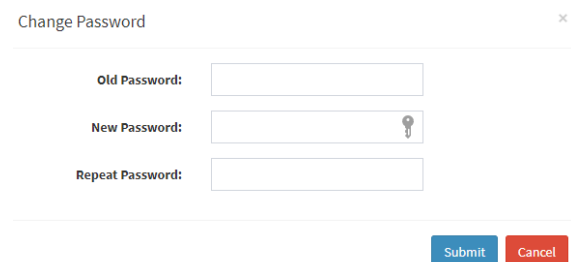 Change Password ×
Old Password:
New Password:
Repeat Password:
Submit Cancel